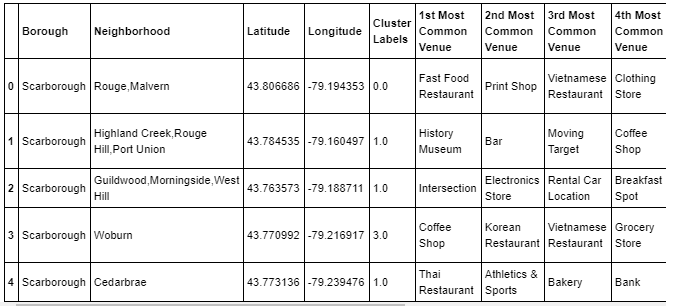 Borough Neighborhood Latitude Longitude Cluster Labels 1st Most Common Venue 2nd Most Common Venue 3rd Most Common Venue 4th Most Common Venue
0 Scarborough Rouge,Malvern 43.806686 -79.194353 0.0 Fast Food Restaurant Print Shop Vietnamese Restaurant Clothing Store
1 Scarborough Highland Creek,Rouge Hill,Port Union 43.784535 -79.160497 1.0 History Museum Bar Moving Target Coffee Shop
2 Scarborough Guildwood,Morningside,West Hill 43.763573 -79.188711 1.0 Intersection Electronics Store Rental Car Location Breakfast Spot
3 Scarborough Woburn 43.770992 -79.216917 3.0 Coffee Shop Korean Restaurant Vietnamese Restaurant Grocery Store
4 Scarborough Cedarbrae 43.773136 -79.239476 1.0 Thai Restaurant Athletics & Sports Bakery Bank